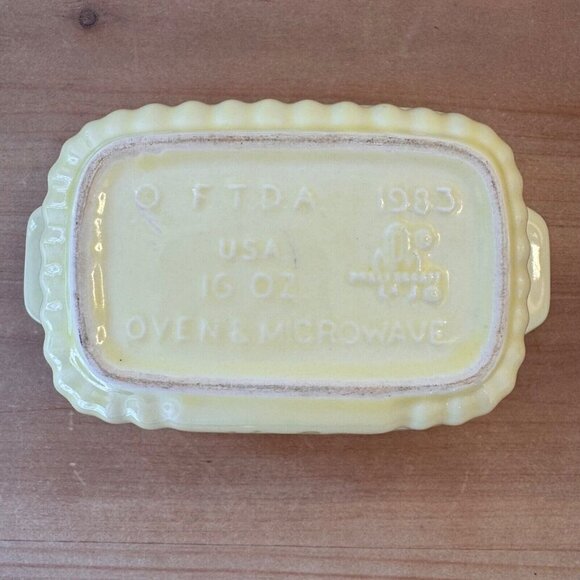 © FTDA 1983
USA
16 OZ
OVEN & MICROWAVE